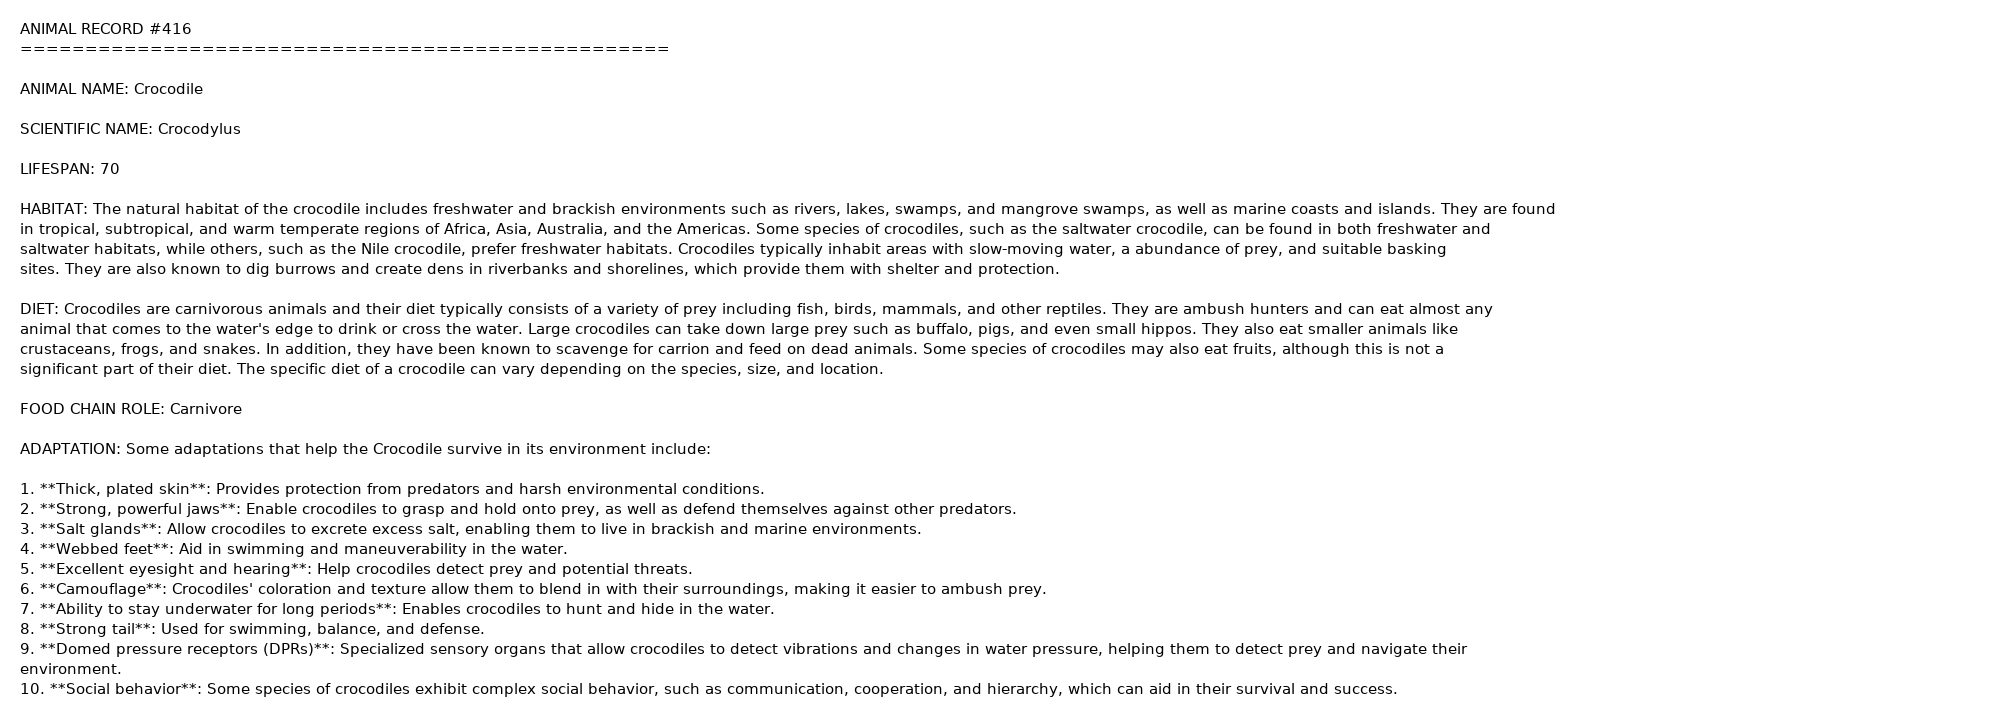 ANIMAL RECORD #416
==================================================
ANIMAL NAME: Crocodile
SCIENTIFIC NAME: Crocodylus
LIFESPAN: 70
HABITAT: The natural habitat of the crocodile includes freshwater and brackish environments such as rivers, lakes, swamps, and mangrove swamps, as well as marine coasts and islands. They are found
in tropical, subtropical, and warm temperate regions of Africa, Asia, Australia, and the Americas. Some species of crocodiles, such as the saltwater crocodile, can be found in both freshwater and
saltwater habitats, while others, such as the Nile crocodile, prefer freshwater habitats. Crocodiles typically inhabit areas with slow-moving water, a abundance of prey, and suitable basking
sites. They are also known to dig burrows and create dens in riverbanks and shorelines, which provide them with shelter and protection.
DIET: Crocodiles are carnivorous animals and their diet typically consists of a variety of prey including fish, birds, mammals, and other reptiles. They are ambush hunters and can eat almost any
animal that comes to the water's edge to drink or cross the water. Large crocodiles can take down large prey such as buffalo, pigs, and even small hippos. They also eat smaller animals like
crustaceans, frogs, and snakes. In addition, they have been known to scavenge for carrion and feed on dead animals. Some species of crocodiles may also eat fruits, although this is not a
significant part of their diet. The specific diet of a crocodile can vary depending on the species, size, and location.
FOOD CHAIN ROLE: Carnivore
ADAPTATION: Some adaptations that help the Crocodile survive in its environment include:
1. **Thick, plated skin**: Provides protection from predators and harsh environmental conditions.
2. **Strong, powerful jaws**: Enable crocodiles to grasp and hold onto prey, as well as defend themselves against other predators.
3. **Salt glands**: Allow crocodiles to excrete excess salt, enabling them to live in brackish and marine environments.
4. **Webbed feet**: Aid in swimming and maneuverability in the water.
5. **Excellent eyesight and hearing**: Help crocodiles detect prey and potential threats.
6. **Camouflage**: Crocodiles' coloration and texture allow them to blend in with their surroundings, making it easier to ambush prey.
7. **Ability to stay underwater for long periods**: Enables crocodiles to hunt and hide in the water.
8. **Strong tail**: Used for swimming, balance, and defense.
9. **Domed pressure receptors (DPRs)**: Specialized sensory organs that allow crocodiles to detect vibrations and changes in water pressure, helping them to detect prey and navigate their
environment.
10. **Social behavior**: Some species of crocodiles exhibit complex social behavior, such as communication, cooperation, and hierarchy, which can aid in their survival and success.